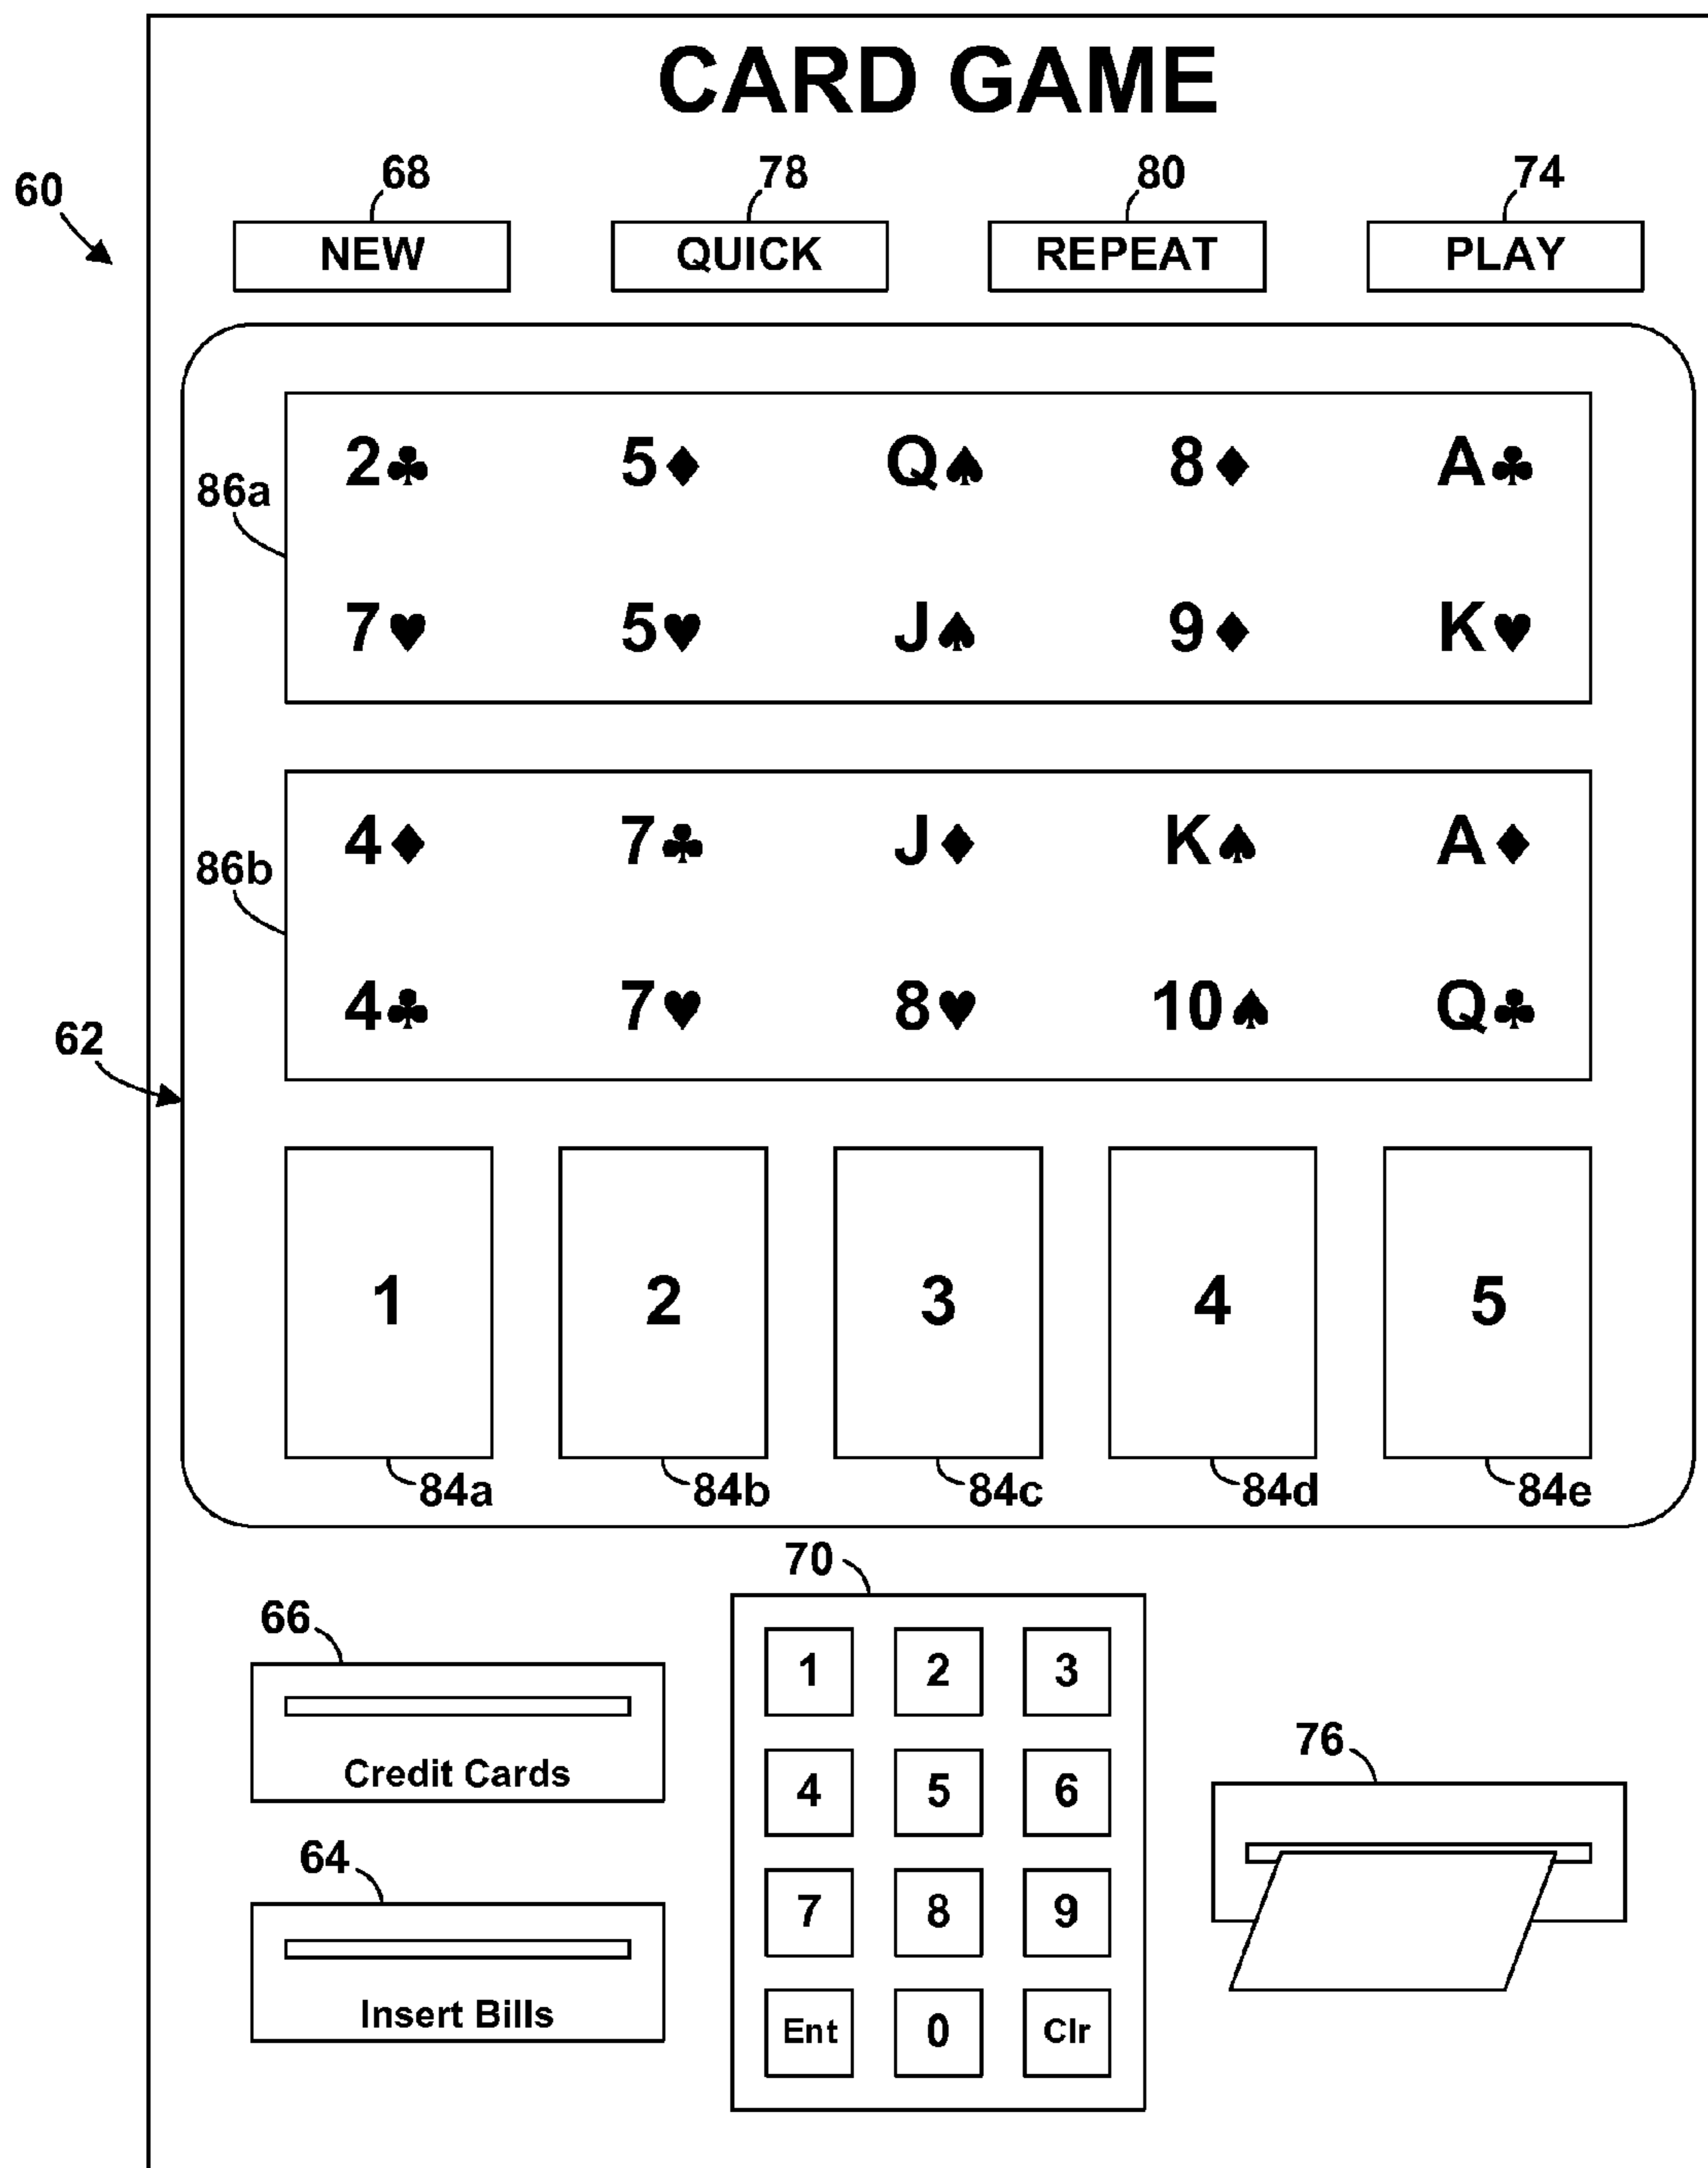 CARD GAME
60
68 78 80 74
NEW QUICK REPEAT PLAY
86a
2♣ 5♦ Q♠ 8♦ A♣
7♥ 5♥ J♠ 9♦ K♥
86b
4♦ 7♣ J♦ K♠ A♦
4♣ 7♥ 8♥ 10♠ Q♣
62
1 2 3 4 5
84a 84b 84c 84d 84e
66
Credit Cards
64
Insert Bills
70
1 2 3
4 5 6
7 8 9
Ent 0 Clr
76